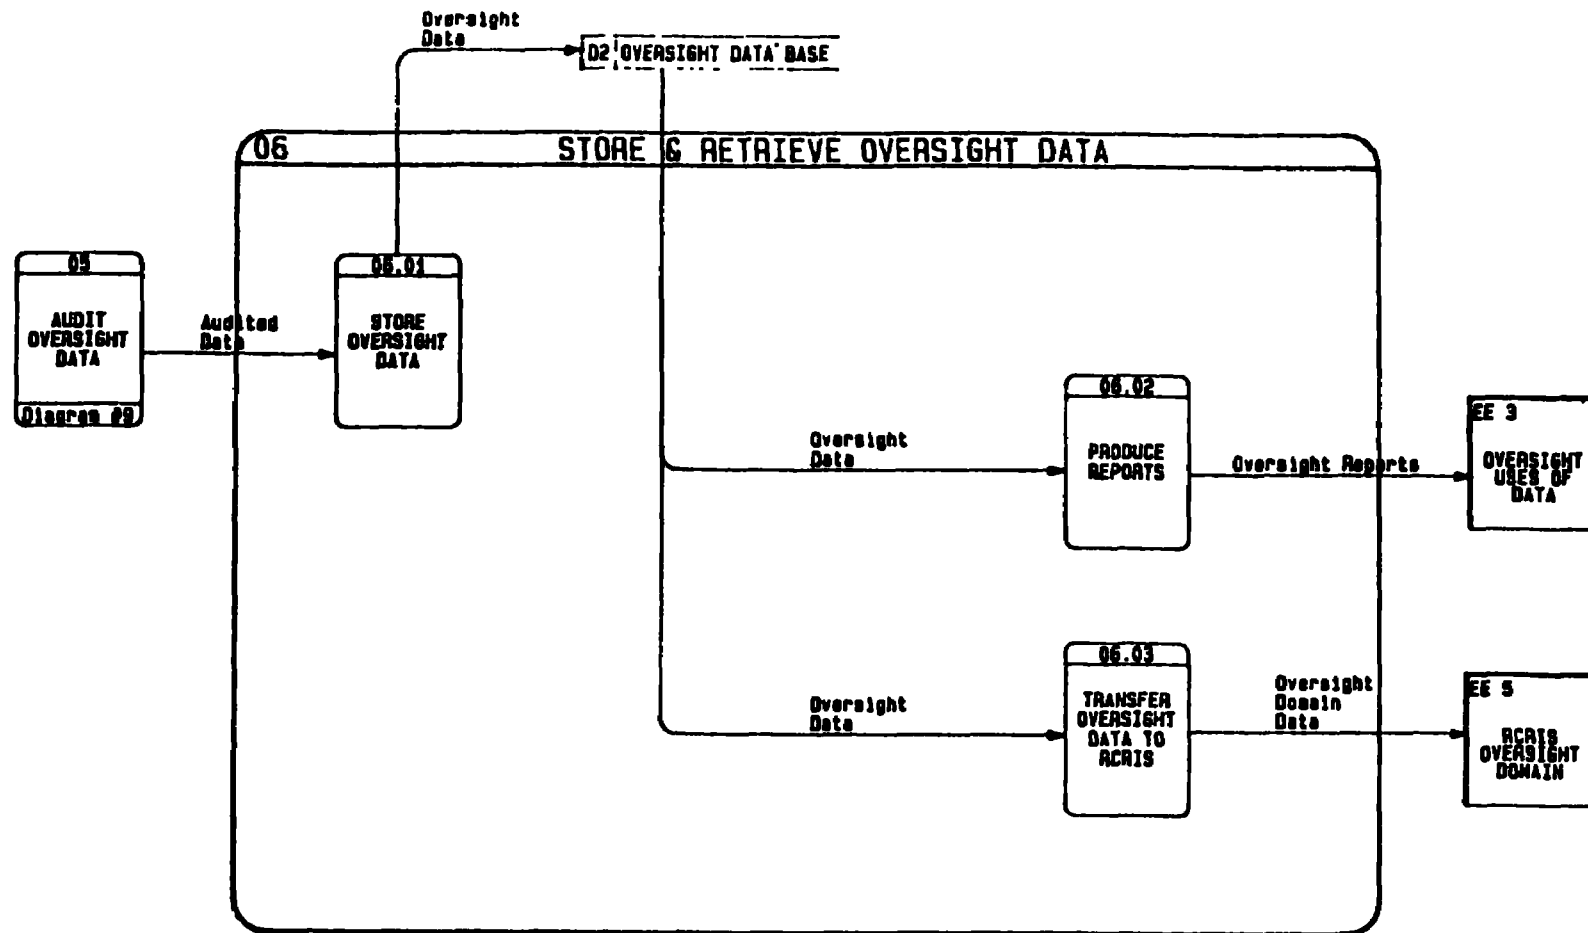 Oversight
Data
D2 OVERSIGHT DATA BASE
06 STORE & RETRIEVE OVERSIGHT DATA
05
AUDIT
OVERSIGHT
DATA
Diagram #9
Audited
Data
06.01
STORE
OVERSIGHT
DATA
Oversight
Data
06.02
PRODUCE
REPORTS
Oversight Reports
EE 3
OVERSIGHT
USES OF
DATA
Oversight
Data
06.03
TRANSFER
OVERSIGHT
DATA TO
RCRIS
Oversight
Domain
Data
EE 5
RCRIS
OVERSIGHT
DOMAIN